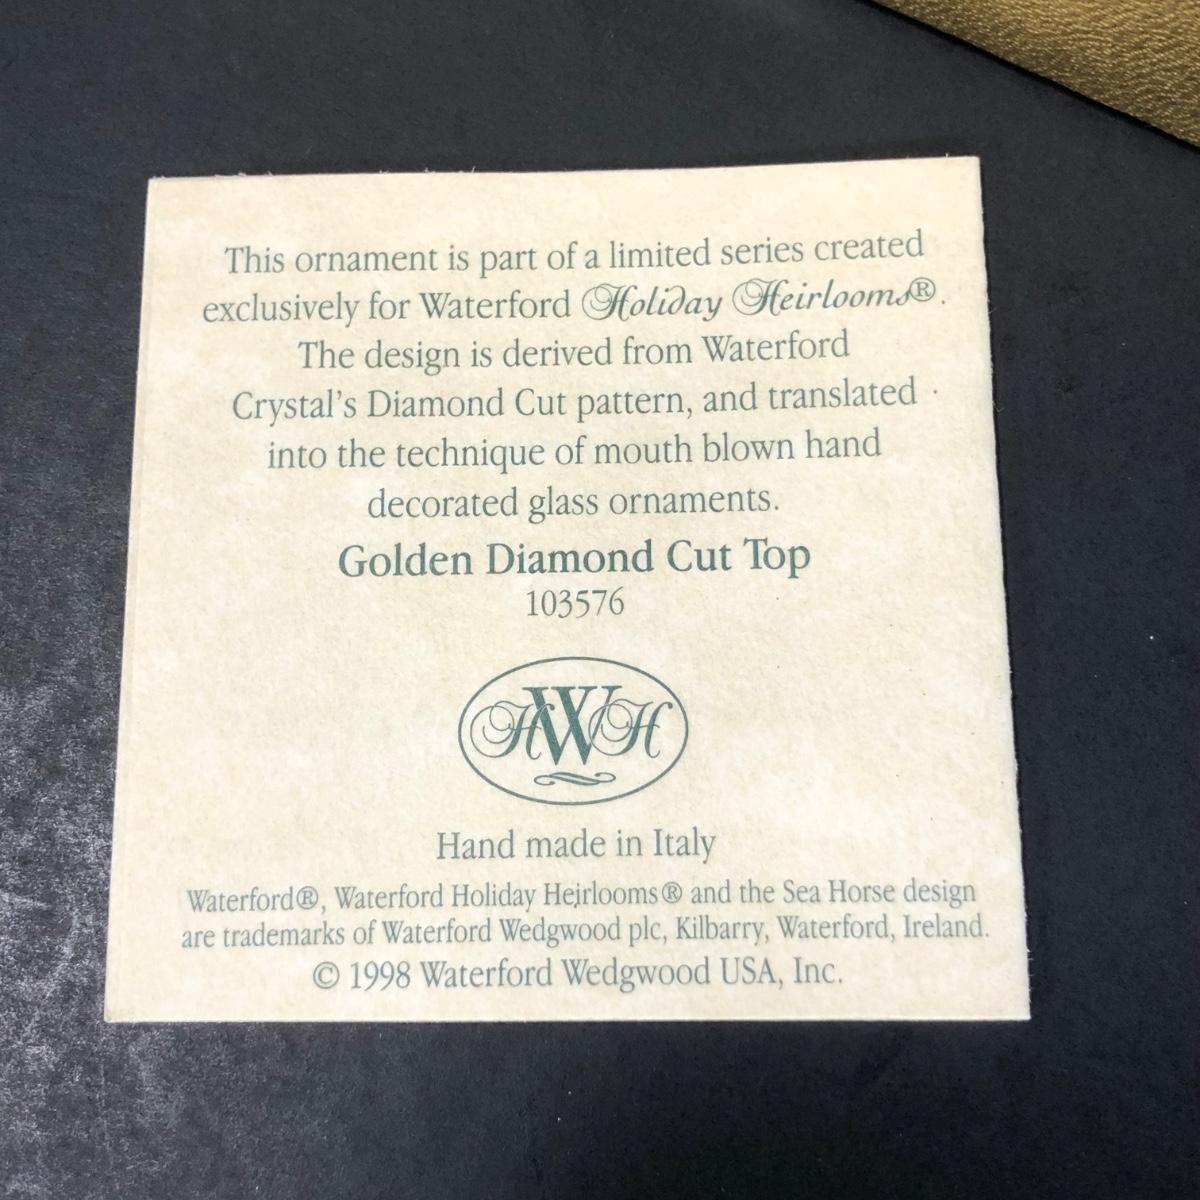 This ornament is part of a limited series created
exclusively for Waterford Holiday Heirlooms®.
The design is derived from Waterford
Crystal's Diamond Cut pattern, and translated
into the technique of mouth blown hand
decorated glass ornaments.
Golden Diamond Cut Top
103576
HWH
Hand made in Italy
Waterford®, Waterford Holiday Heirlooms® and the Sea Horse design
are trademarks of Waterford Wedgwood plc, Kilbarry, Waterford, Ireland.
© 1998 Waterford Wedgwood USA, Inc.